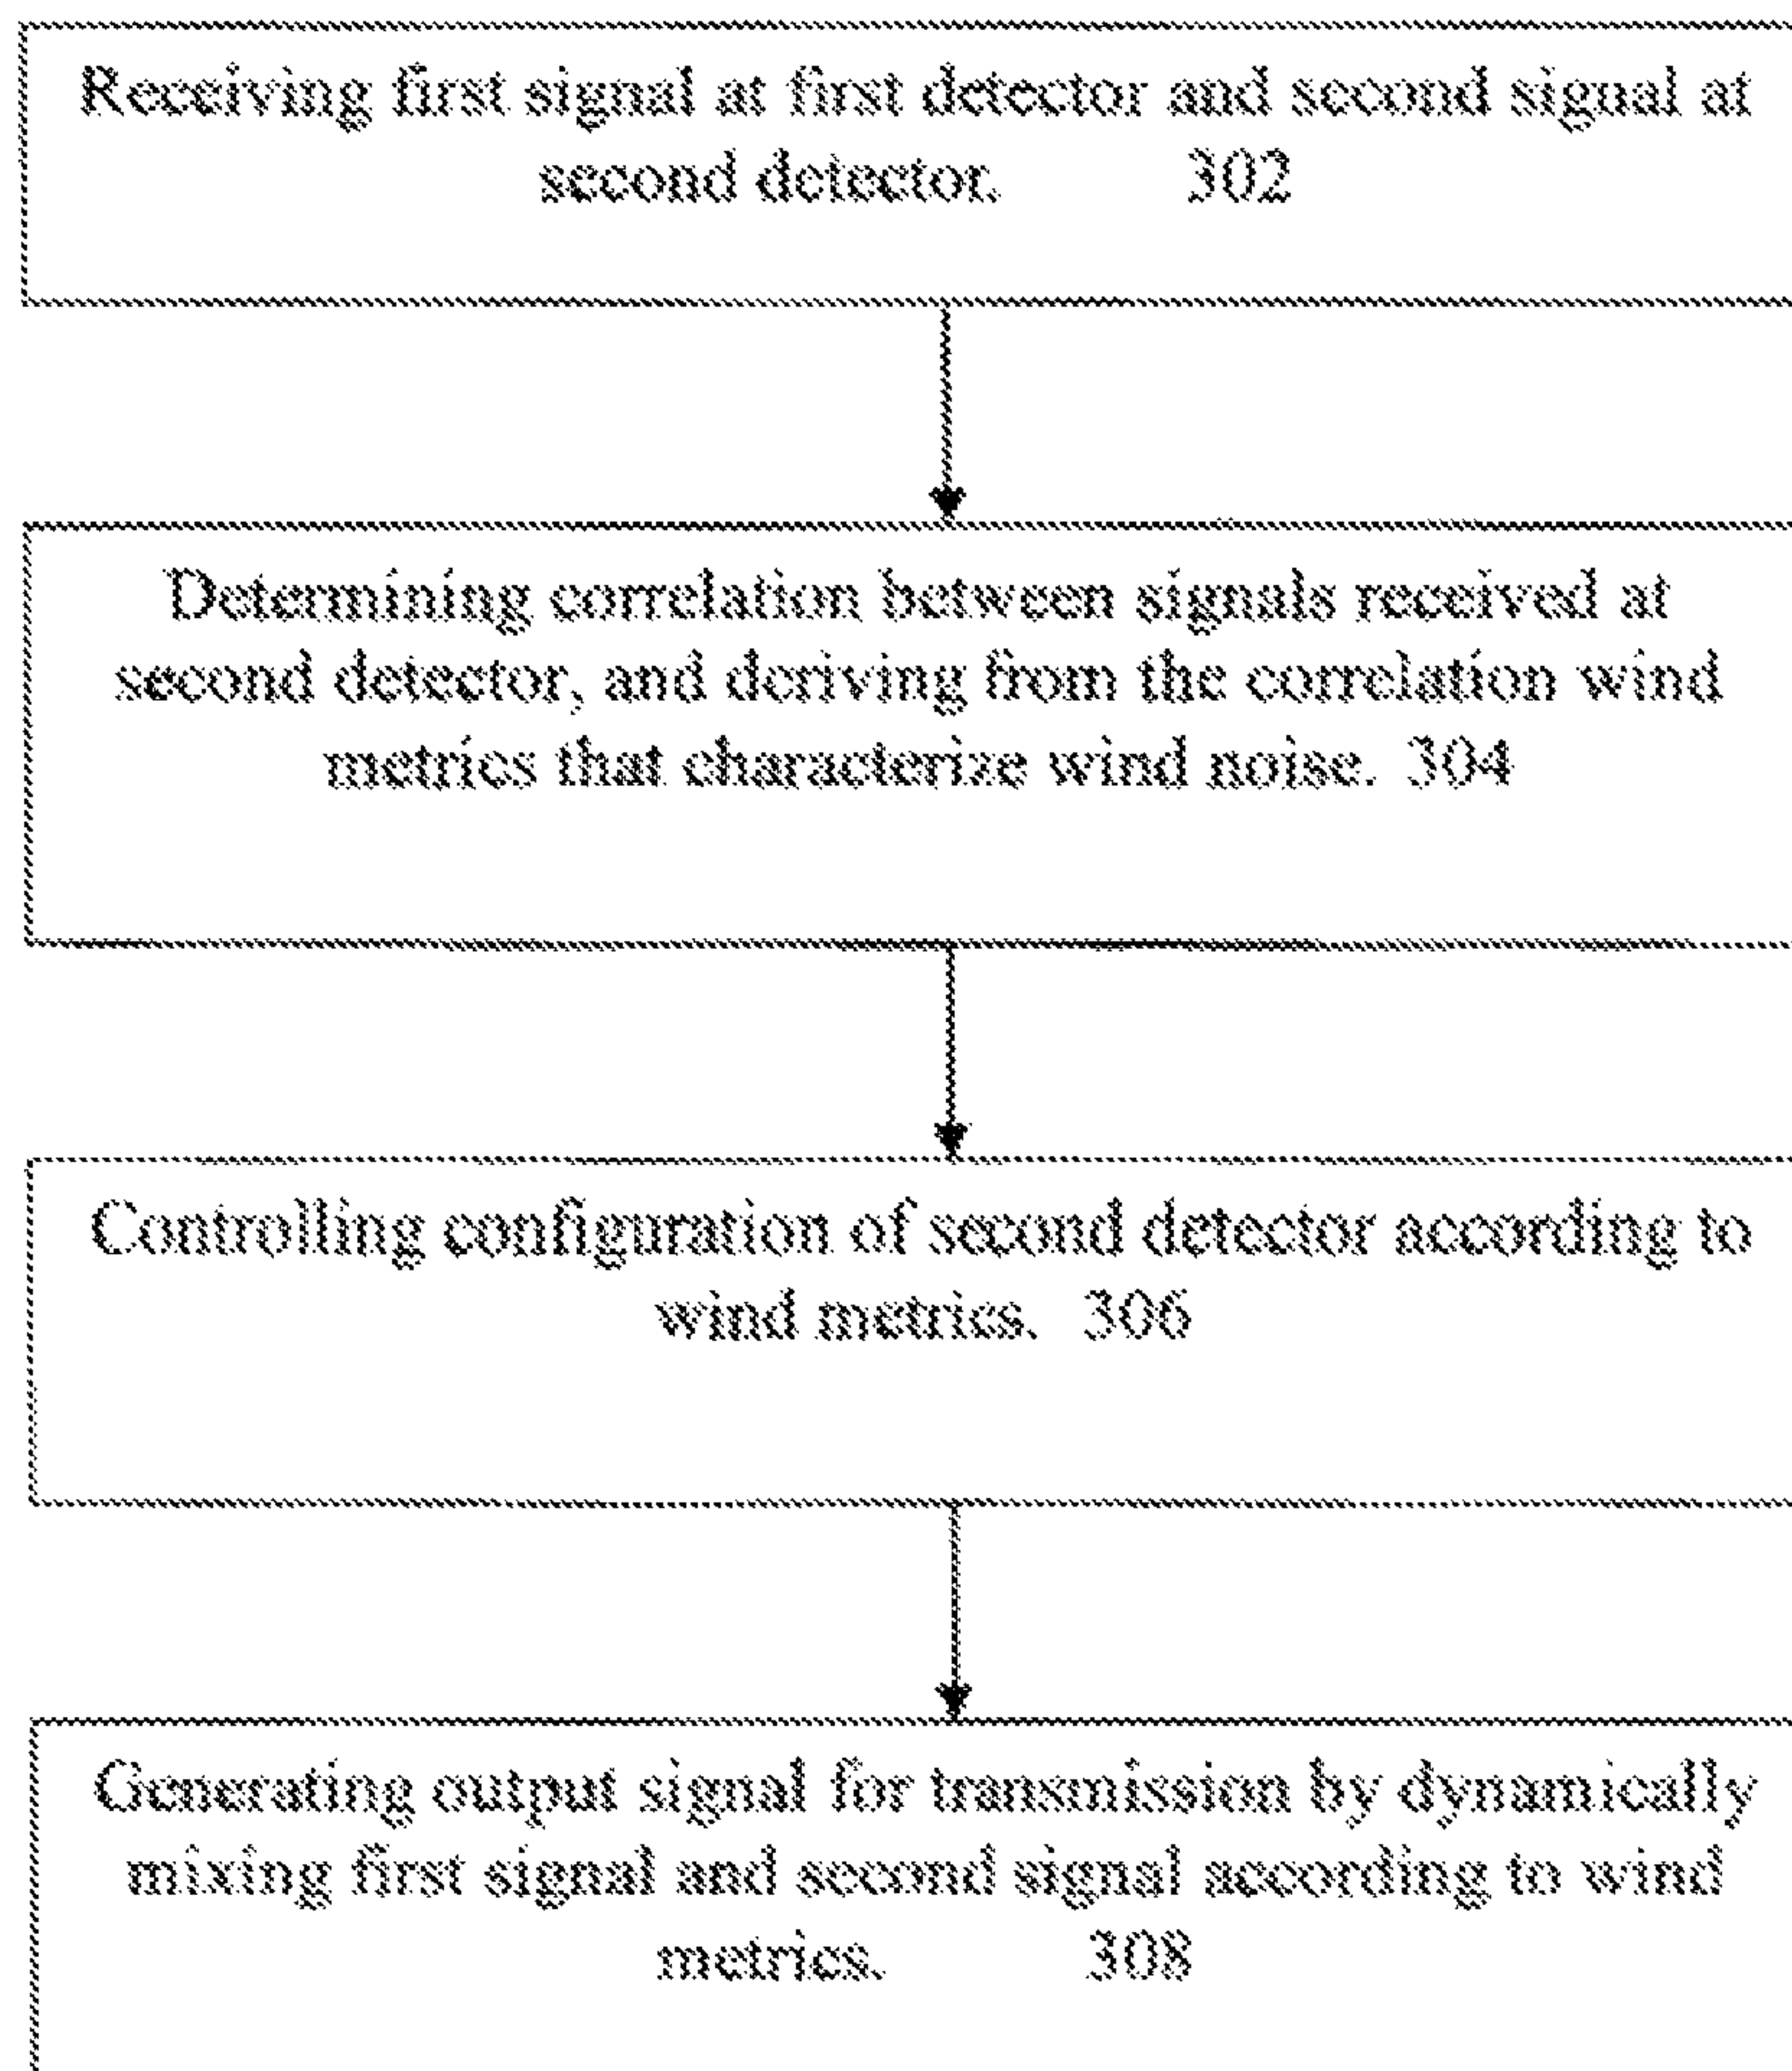 Receiving first signal at first detector and second signal at
second detector. 302
Determining correlation between signals received at
second detector, and deriving from the correlation wind
metrics that characterize wind noise. 304
Controlling configuration of second detector according to
wind metrics. 306
Generating output signal for transmission by dynamically
mixing first signal and second signal according to wind
metrics. 308